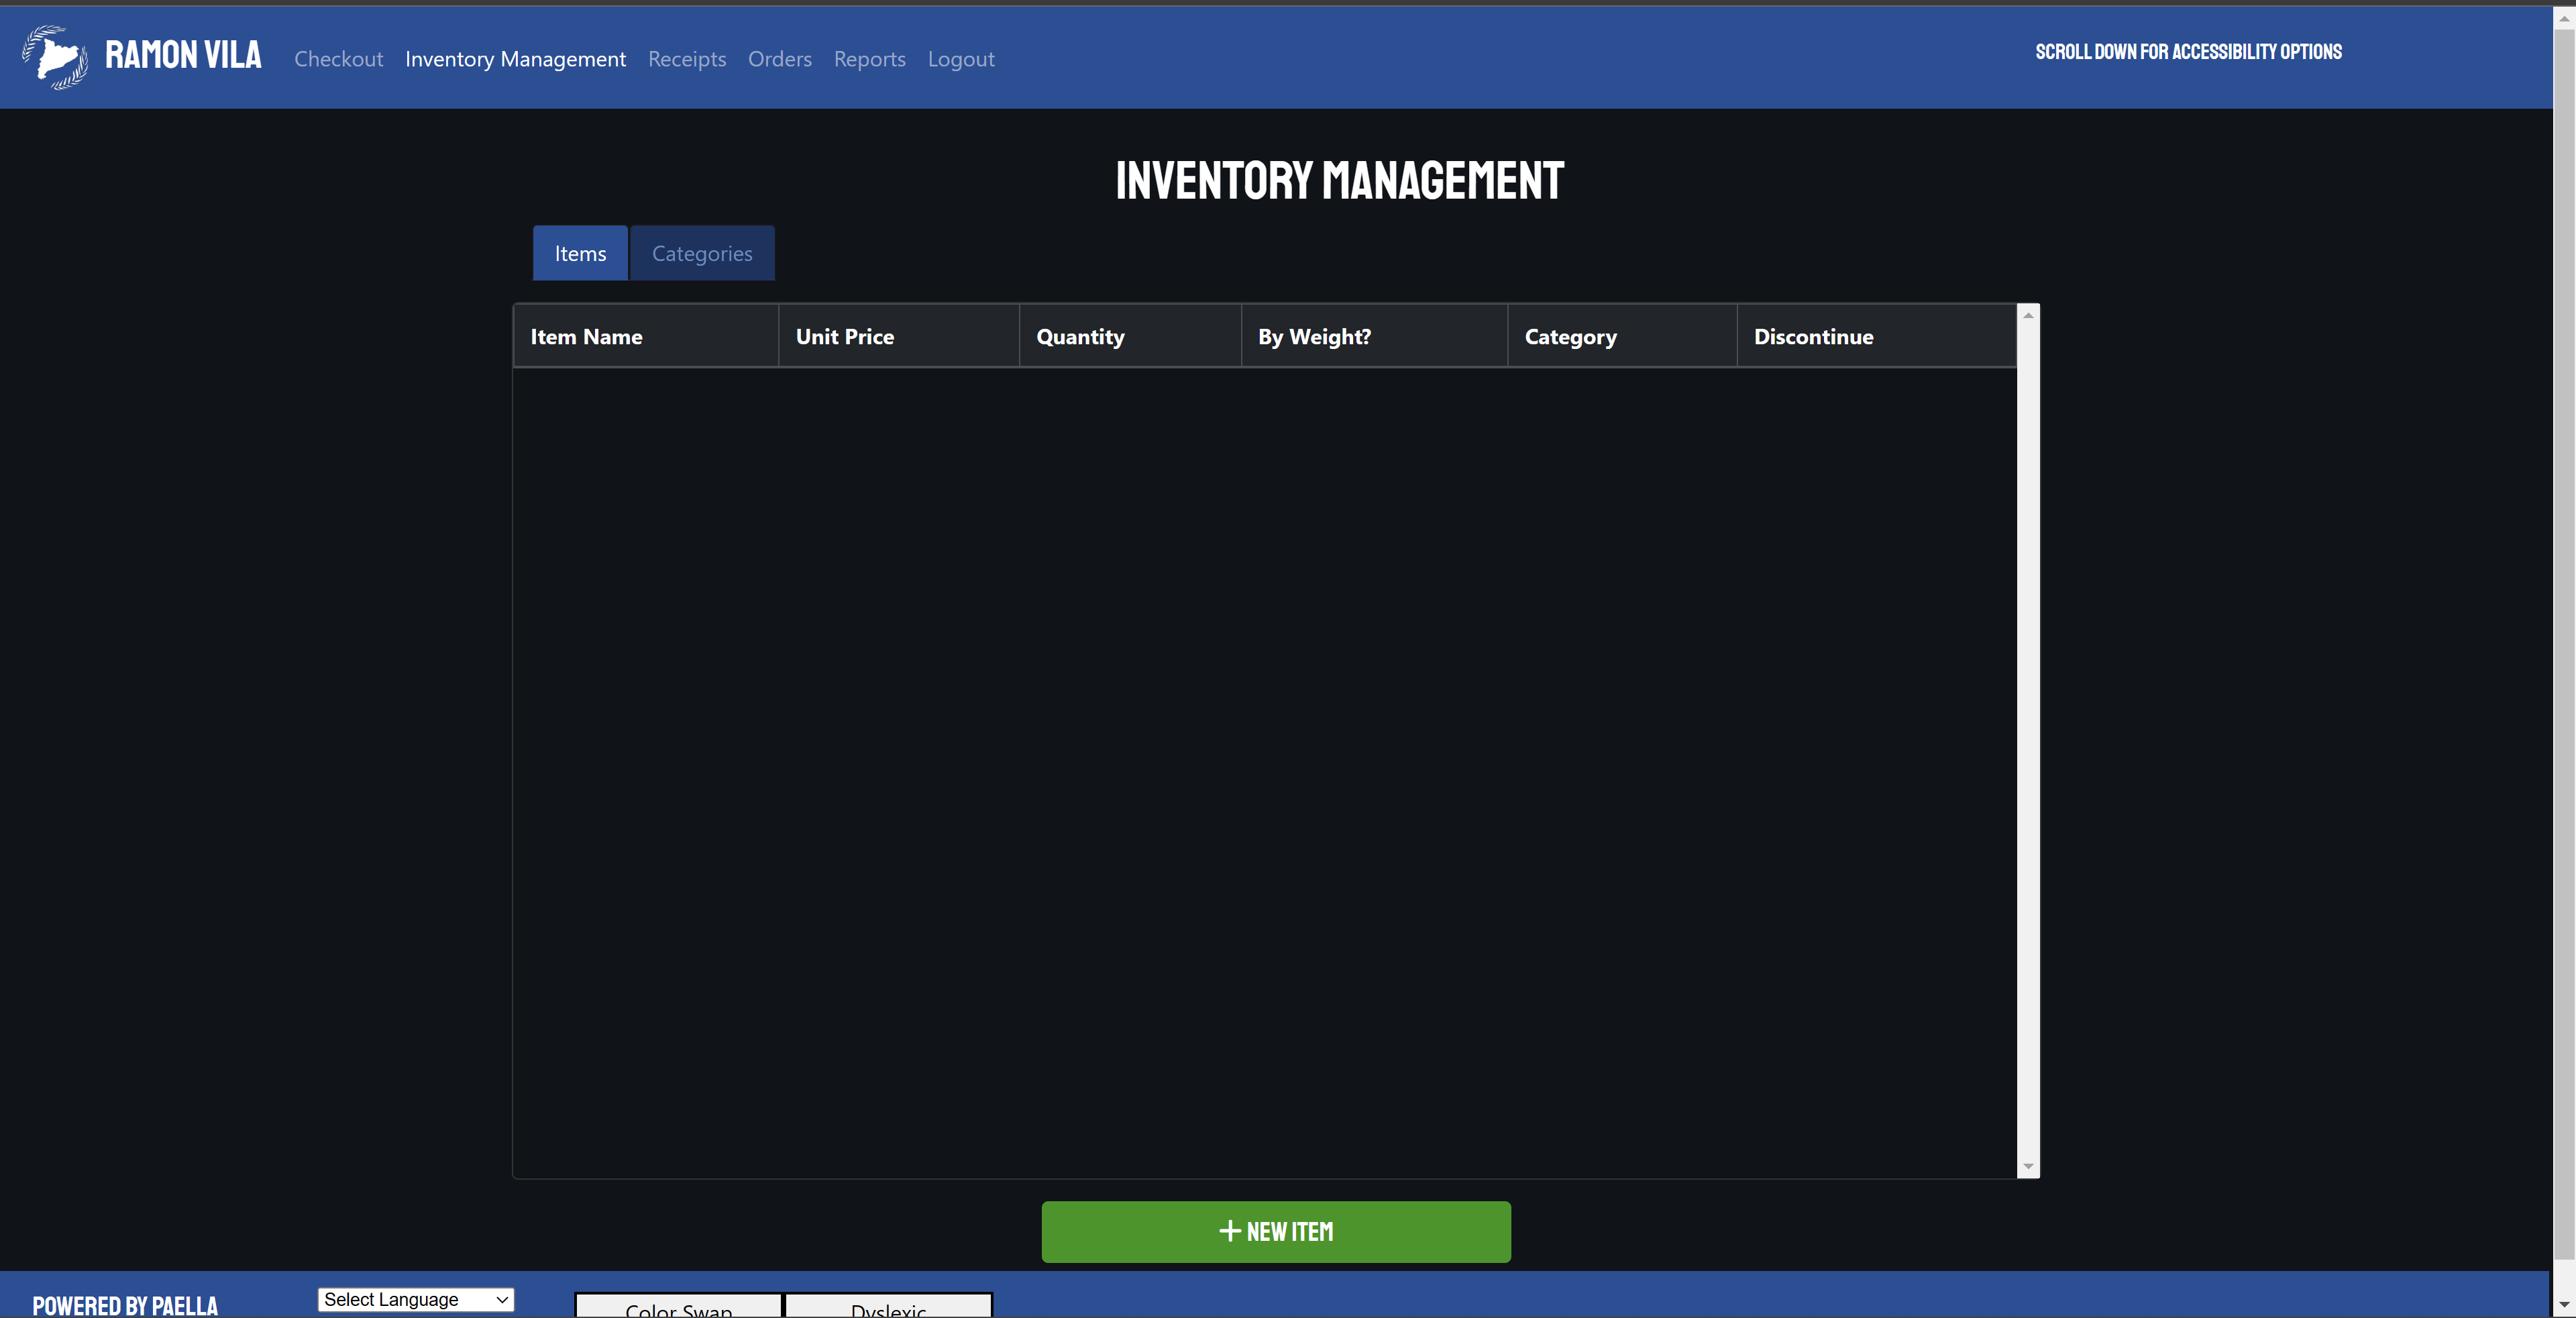 RAMON VILA
Checkout Inventory Management Receipts Orders Reports Logout
SCROLL DOWN FOR ACCESSIBILITY OPTIONS
INVENTORY MANAGEMENT
Items Categories
Item Name Unit Price Quantity By Weight? Category Discontinue
+ NEW ITEM
POWERED BY PAELLA
Select Language
Color Swap Dyslexic